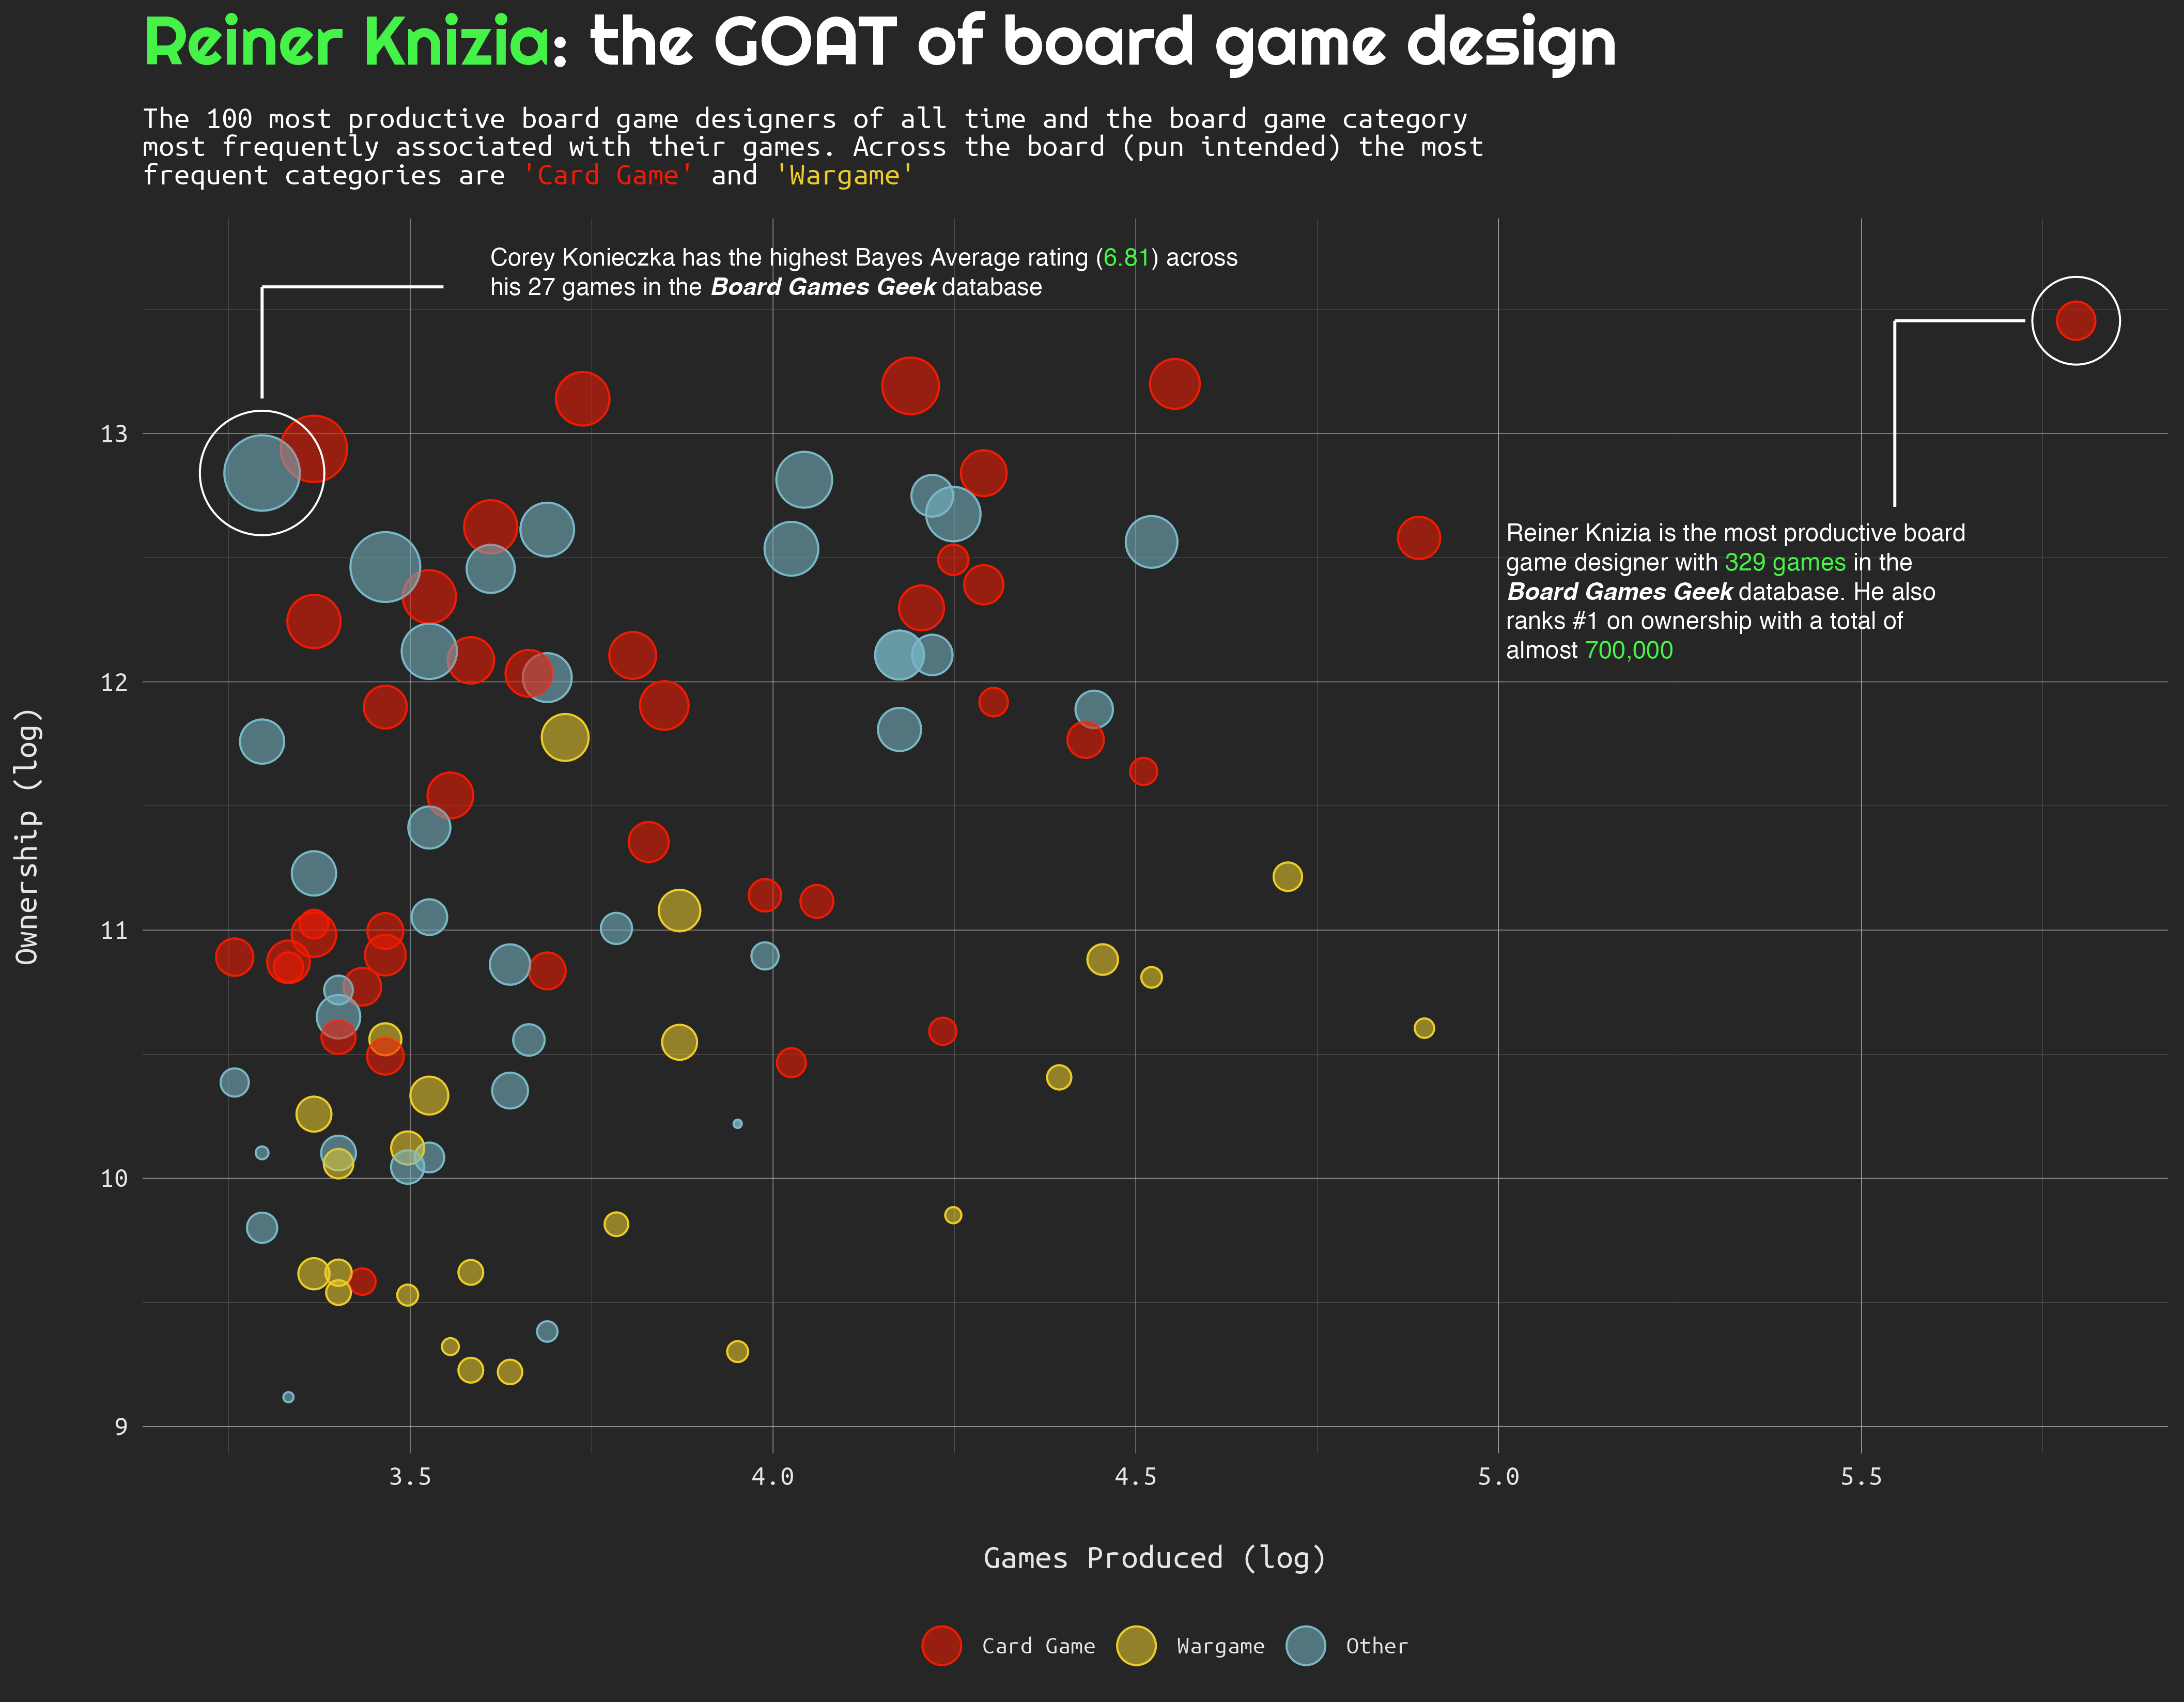 Reiner Knizia: the GOAT of board game design
The 100 most productive board game designers of all time and the board game category
most frequently associated with their games. Across the board (pun intended) the most
frequent categories are 'Card Game' and 'Wargame'
Corey Konieczka has the highest Bayes Average rating (6.81) across
his 27 games in the Board Games Geek database
Reiner Knizia is the most productive board
game designer with 329 games in the
Board Games Geek database. He also
ranks #1 on ownership with a total of
almost 700,000
Ownership (log)
13
12
11
10
9
3.5
4.0
4.5
5.0
5.5
Games Produced (log)
Card Game
Wargame
Other